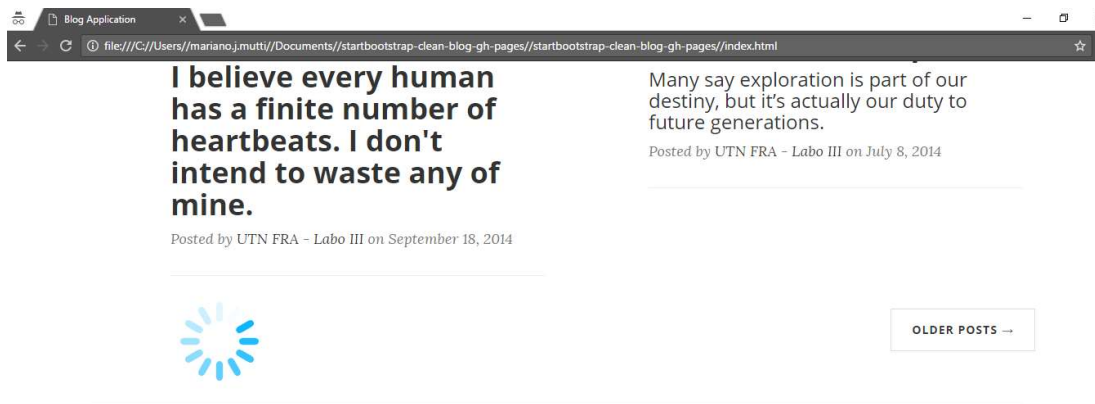 Blog Application
file:///C://Users//mariano.j.mutti//Documents//startbootstrap-clean-blog-gh-pages//startbootstrap-clean-blog-gh-pages//index.html
I believe every human
has a finite number of
heartbeats. I don't
intend to waste any of
mine.
Posted by UTN FRA - Labo III on September 18, 2014
Many say exploration is part of our
destiny, but it’s actually our duty to
future generations.
Posted by UTN FRA - Labo III on July 8, 2014
OLDER POSTS →